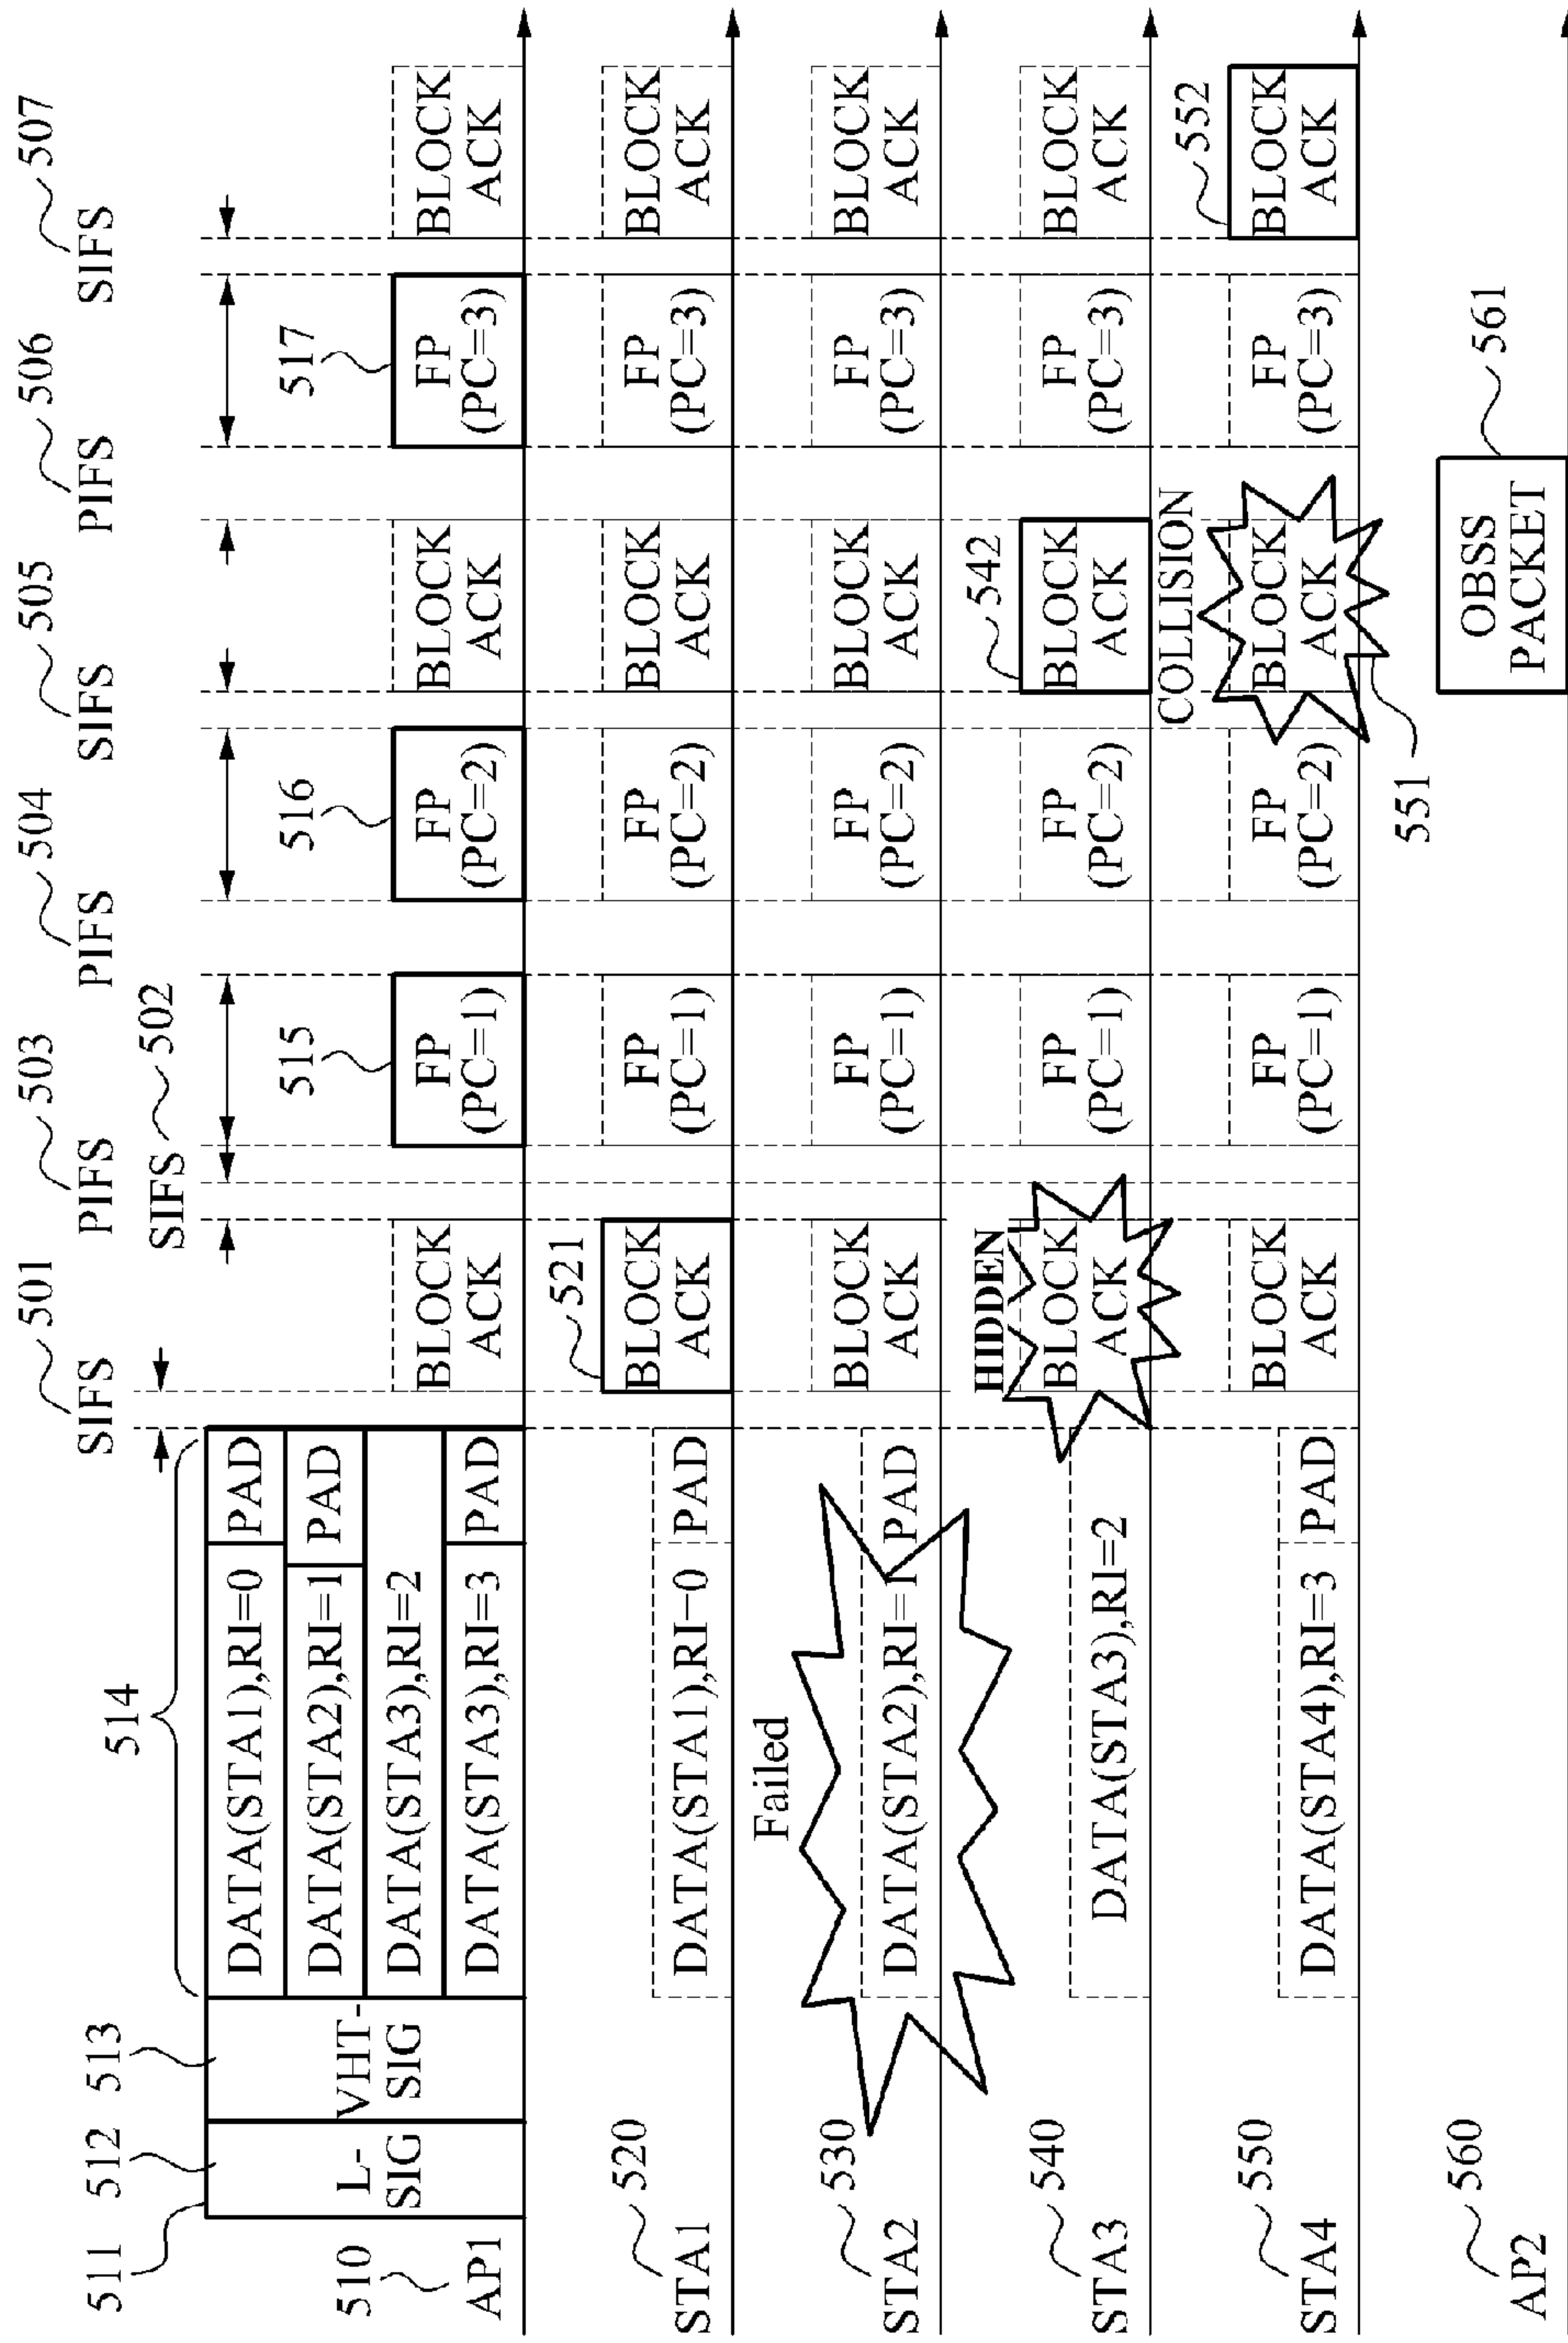 SIFS 501
PIFS 503
SIFS 502
PIFS 504
SIFS 505
PIFS 506
SIFS 507
511
512
513
514
515
516
517
510
AP1
L-
SIG
VHT-
SIG
DATA(STA1),RI=0
PAD
DATA(STA2),RI=1
PAD
DATA(STA3),RI=2
DATA(STA3),RI=3
PAD
BLOCK
ACK
FP
(PC=1)
FP
(PC=2)
BLOCK
ACK
FP
(PC=3)
BLOCK
ACK
520
STA1
DATA(STA1),RI=0
PAD
521
BLOCK
ACK
FP
(PC=1)
FP
(PC=2)
BLOCK
ACK
FP
(PC=3)
BLOCK
ACK
530
STA2
Failed
DATA(STA2),RI=1
PAD
BLOCK
ACK
FP
(PC=1)
FP
(PC=2)
BLOCK
ACK
FP
(PC=3)
BLOCK
ACK
540
STA3
DATA(STA3),RI=2
HIDDEN
BLOCK
ACK
FP
(PC=1)
FP
(PC=2)
542
BLOCK
ACK
FP
(PC=3)
BLOCK
ACK
550
STA4
DATA(STA4),RI=3
PAD
BLOCK
ACK
FP
(PC=1)
FP
(PC=2)
COLLISION
BLOCK
ACK
551
FP
(PC=3)
552
BLOCK
ACK
560
AP2
OBSS
PACKET
561